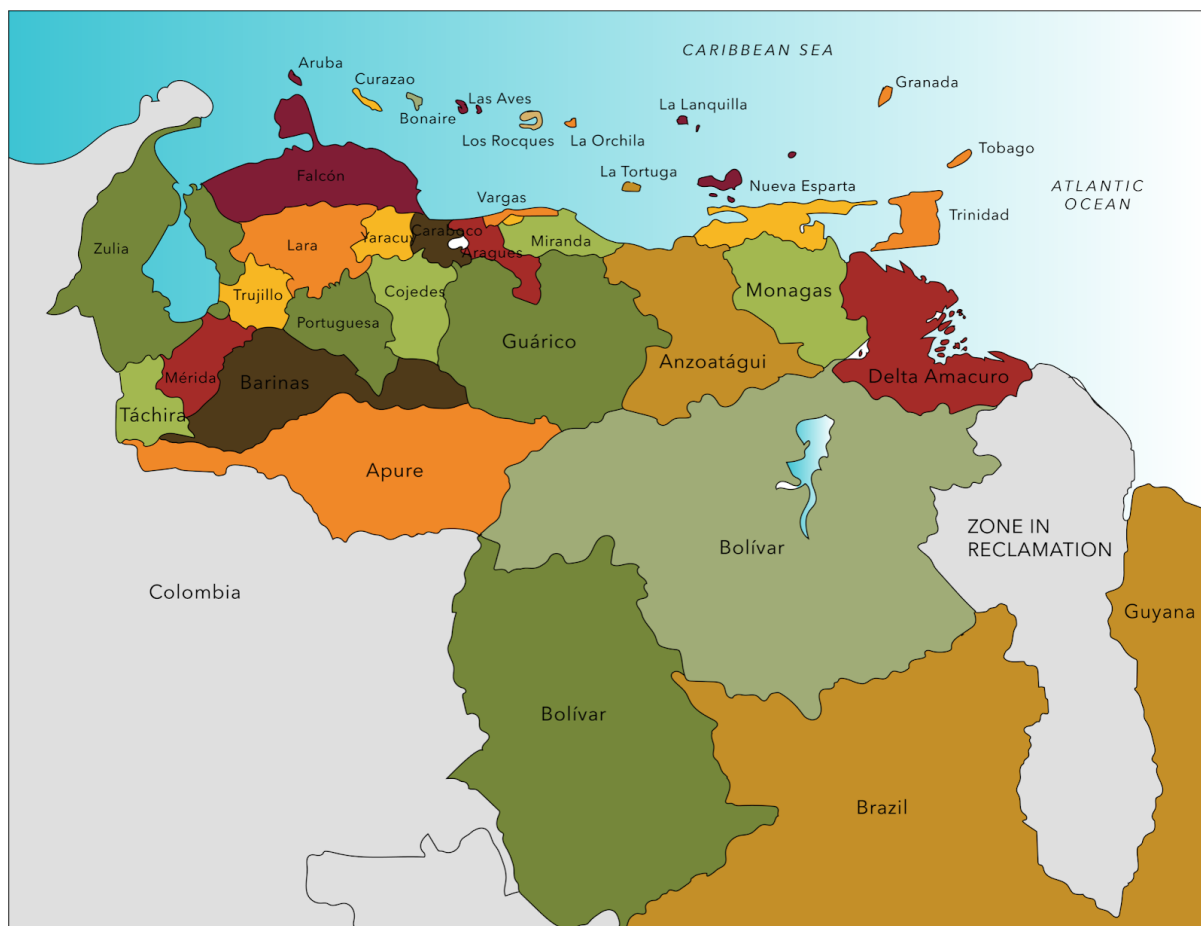 CARIBBEAN SEA
Aruba
Curazao
Bonaire
Las Aves
Los Rocques
La Orchila
La Lanquilla
Granada
La Tortuga
Nueva Esparta
Tobago
Trinidad
ATLANTIC
OCEAN
Falcón
Vargas
Zulia
Lara
Yaracuy
Caraboco
Aragues
Miranda
Trujillo
Cojedes
Portuguesa
Monagas
Guárico
Anzoatágui
Mérida
Barinas
Delta Amacuro
Táchira
Apure
Bolívar
ZONE IN
RECLAMATION
Colombia
Guyana
Bolívar
Brazil